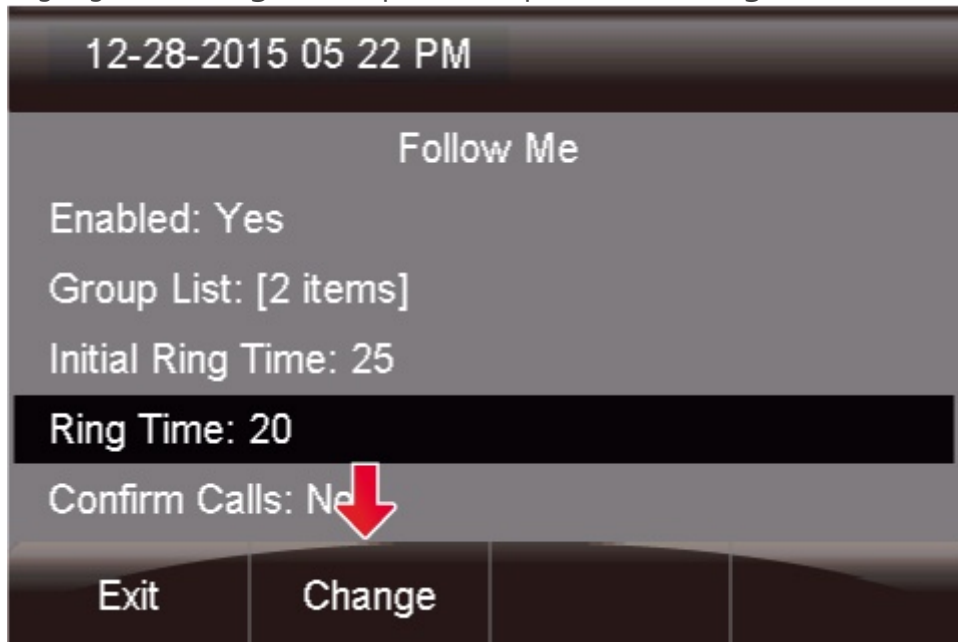 12-28-2015 05 22 PM
Follow Me
Enabled: Yes
Group List: [2 items]
Initial Ring Time: 25
Ring Time: 20
Confirm Calls: No
Exit Change